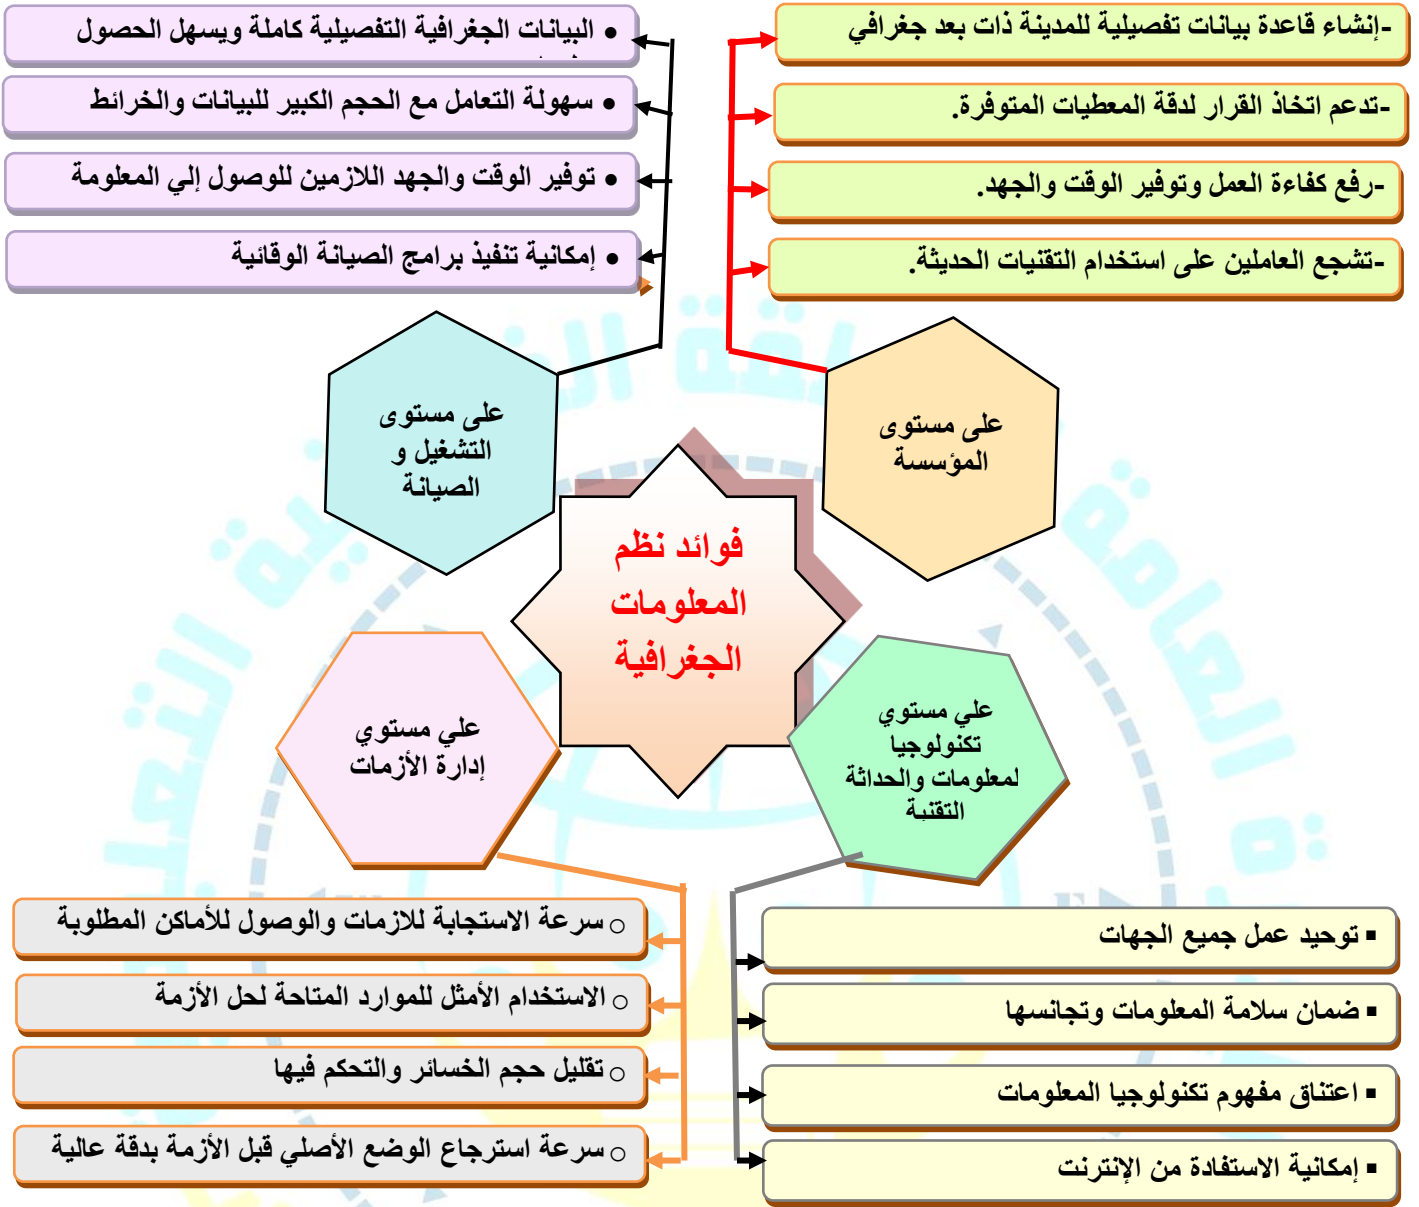 -إنشاء قاعدة بيانات تفصيلية للمدينة ذات بعد جغرافي
-تدعم اتخاذ القرار لدقة المعطيات المتوفرة.
-رفع كفاءة العمل وتوفير الوقت والجهد.
-تشجع العاملين على استخدام التقنيات الحديثة.
• البيانات الجغرافية التفصيلية كاملة ويسهل الحصول
• سهولة التعامل مع الحجم الكبير للبيانات والخرائط
• توفير الوقت والجهد اللازمين للوصول إلي المعلومة
• إمكانية تنفيذ برامج الصيانة الوقائية
على مستوى
المؤسسة
على مستوى
التشغيل و
الصيانة
فوائد نظم
المعلومات
الجغرافية
علي مستوي
تكنولوجيا
لمعلومات والحداثة
التقنية
علي مستوي
إدارة الأزمات
▪ توحيد عمل جميع الجهات
▪ ضمان سلامة المعلومات وتجانسها
▪ اعتناق مفهوم تكنولوجيا المعلومات
▪ إمكانية الاستفادة من الإنترنت
○ سرعة الاستجابة للازمات والوصول للأماكن المطلوبة
○ الاستخدام الأمثل للموارد المتاحة لحل الأزمة
○ تقليل حجم الخسائر والتحكم فيها
○ سرعة استرجاع الوضع الأصلي قبل الأزمة بدقة عالية